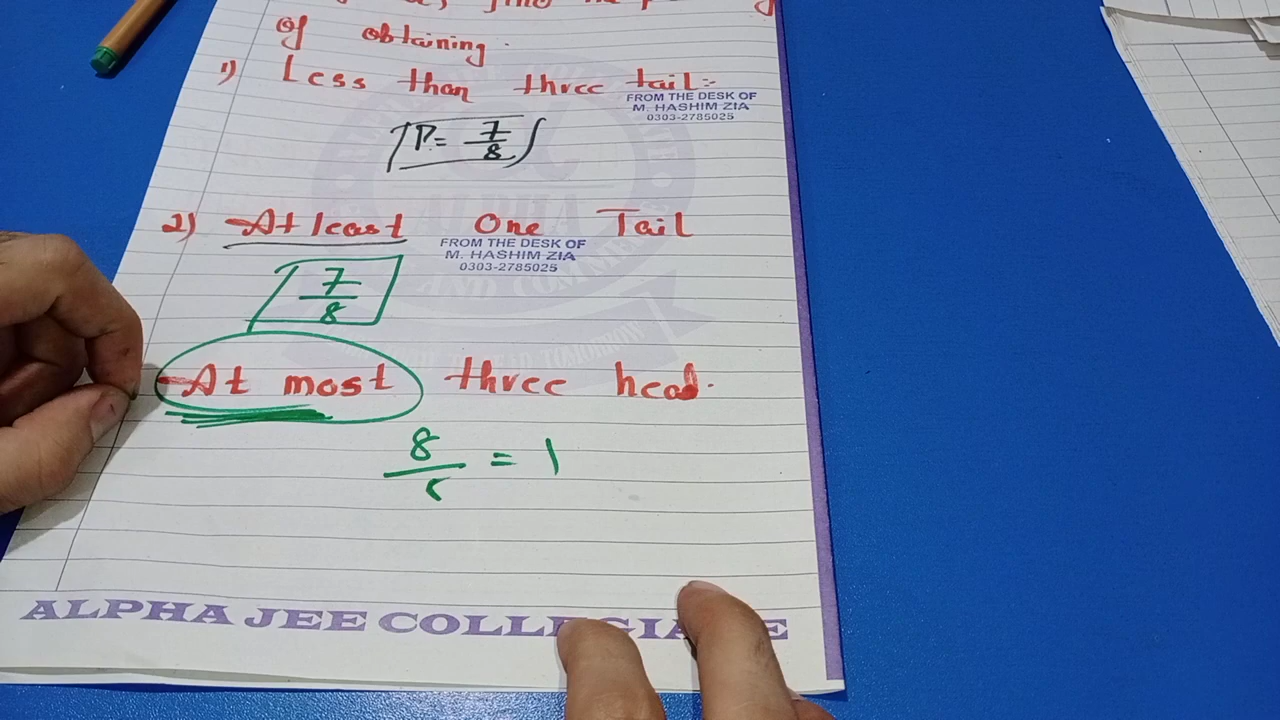 of obtaining.
1) Less than three tail:-
FROM THE DESK OF
M. HASHIM ZIA
0303-2785025
P = 7/8
2) At least One Tail
FROM THE DESK OF
M. HASHIM ZIA
0303-2785025
7/8
At most three head.
8/8 = 1
ALPHA JEE COLLEGIATE